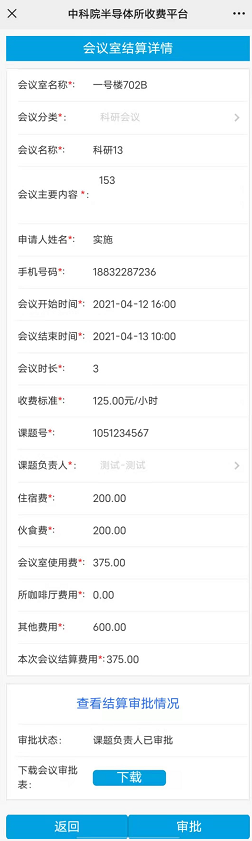 中科院半导体所收费平台
会议室结算详情
会议室名称*: 一号楼702B
会议分类*: 科研会议
会议名称*: 科研13
会议主要内容*: 153
申请人姓名*: 实施
手机号码*: 18832287236
会议开始时间*: 2021-04-12 16:00
会议结束时间*: 2021-04-13 10:00
会议时长*: 3
收费标准*: 125.00元/小时
课题号*: 1051234567
课题负责人*: 测试-测试
住宿费*: 200.00
伙食费*: 200.00
会议室使用费*: 375.00
所咖啡厅费用*: 0.00
其他费用*: 600.00
本次会议结算费用*: 375.00
查看结算审批情况
审批状态: 课题负责人已审批
下载会议审批
表: 下载
返回 审批